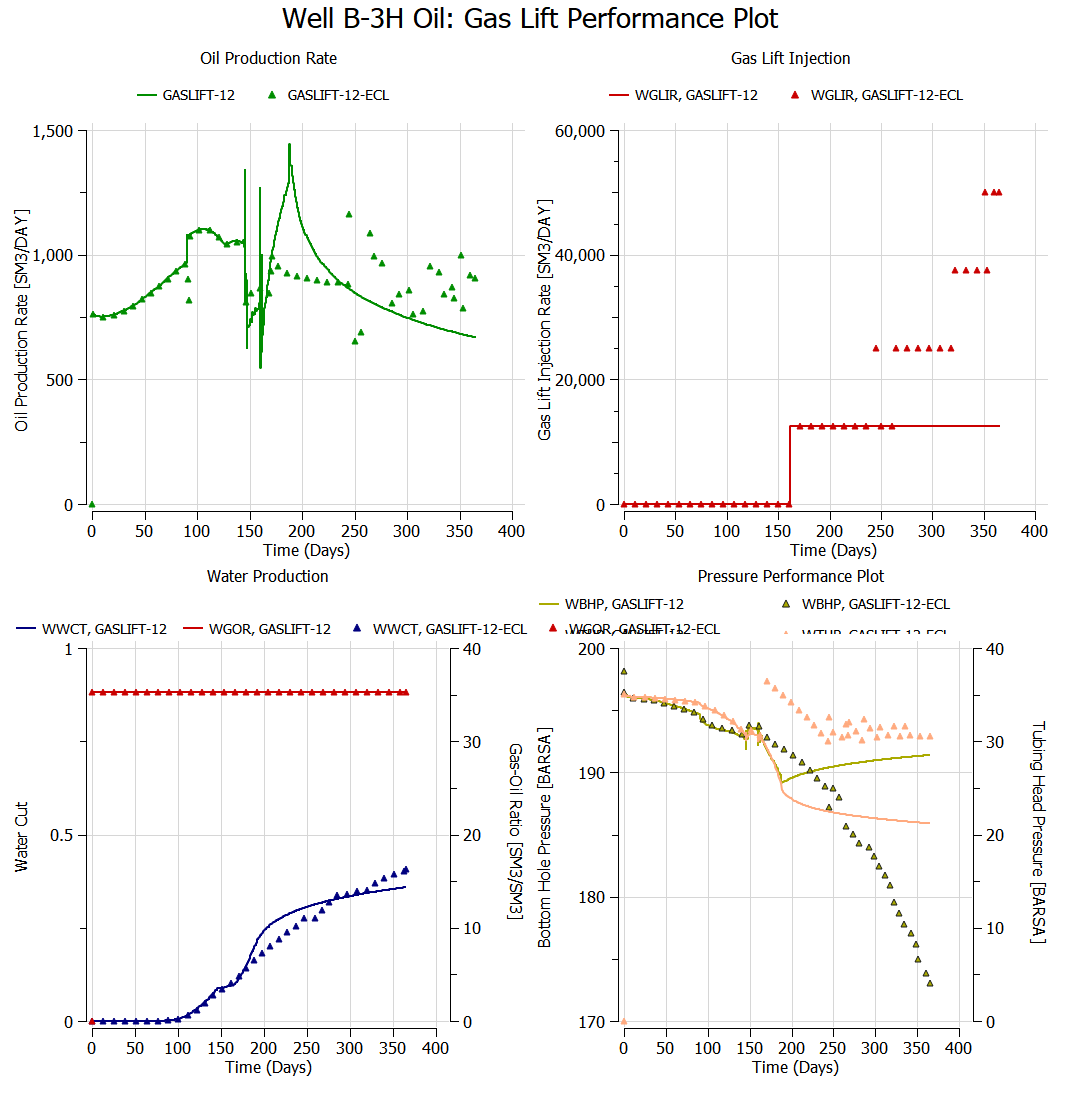 Well B-3H Oil: Gas Lift Performance Plot
Oil Production Rate
GASLIFT-12 GASLIFT-12-ECL
Oil Production Rate [SM3/DAY]
1,500
1,000
500
0
0 50 100 150 200 250 300 350 400
Time (Days)
Gas Lift Injection
WGLIR, GASLIFT-12 WGLIR, GASLIFT-12-ECL
Gas Lift Injection Rate [SM3/DAY]
60,000
40,000
20,000
0
0 50 100 150 200 250 300 350 400
Time (Days)
Water Production
WWCT, GASLIFT-12 WGOR, GASLIFT-12 WWCT, GASLIFT-12-ECL WGOR, GASLIFT-12-ECL
Water Cut
1
0.5
0
40
30
20
10
0
Gas-Oil Ratio [SM3/SM3]
0 50 100 150 200 250 300 350 400
Time (Days)
Pressure Performance Plot
WBHP, GASLIFT-12 WBHP, GASLIFT-12-ECL
WTHP, GASLIFT-12-ECL
Bottom Hole Pressure [BARSA]
200
190
180
170
40
30
20
10
0
Tubing Head Pressure [BARSA]
0 50 100 150 200 250 300 350 400
Time (Days)